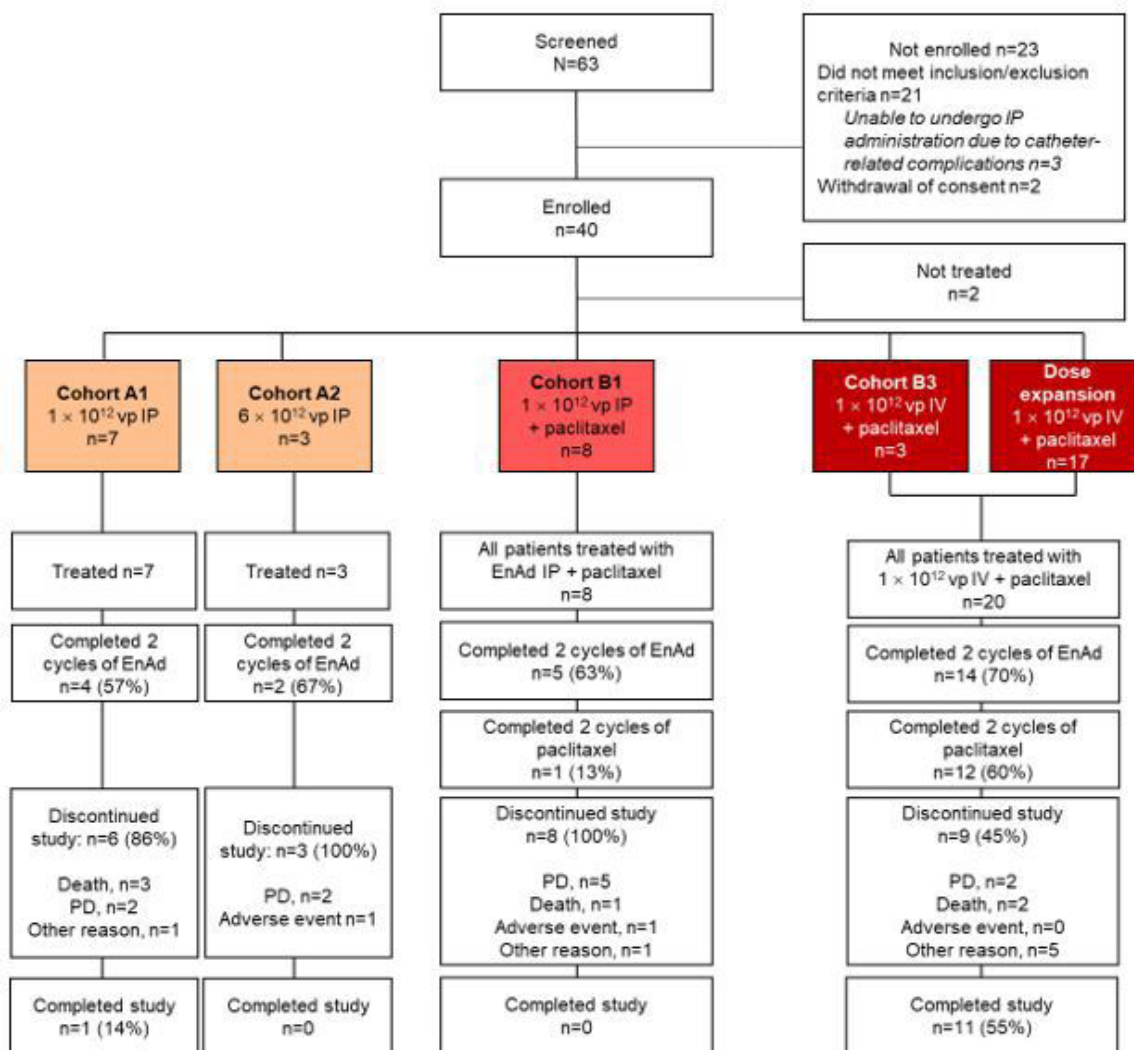 Screened
N=63
Not enrolled n=23
Did not meet inclusion/exclusion
criteria n=21
Unable to undergo IP
administration due to catheter-
related complications n=3
Withdrawal of consent n=2
Enrolled
n=40
Not treated
n=2
Cohort A1
1 × 10¹² vp IP
n=7
Cohort A2
6 × 10¹² vp IP
n=3
Cohort B1
1 × 10¹² vp IP
+ paclitaxel
n=8
Cohort B3
1 × 10¹² vp IV
+ paclitaxel
n=3
Dose
expansion
1 × 10¹² vp IV
+ paclitaxel
n=17
Treated n=7
Treated n=3
All patients treated with
EnAd IP + paclitaxel
n=8
All patients treated with
1 × 10¹² vp IV + paclitaxel
n=20
Completed 2
cycles of EnAd
n=4 (57%)
Completed 2
cycles of EnAd
n=2 (67%)
Completed 2 cycles of EnAd
n=5 (63%)
Completed 2 cycles of EnAd
n=14 (70%)
Completed 2 cycles of
paclitaxel
n=1 (13%)
Completed 2 cycles of
paclitaxel
n=12 (60%)
Discontinued
study: n=6 (86%)
Death, n=3
PD, n=2
Other reason, n=1
Discontinued
study: n=3 (100%)
PD, n=2
Adverse event n=1
Discontinued study
n=8 (100%)
PD, n=5
Death, n=1
Adverse event, n=1
Other reason, n=1
Discontinued study
n=9 (45%)
PD, n=2
Death, n=2
Adverse event, n=0
Other reason, n=5
Completed study
n=1 (14%)
Completed study
n=0
Completed study
n=0
Completed study
n=11 (55%)